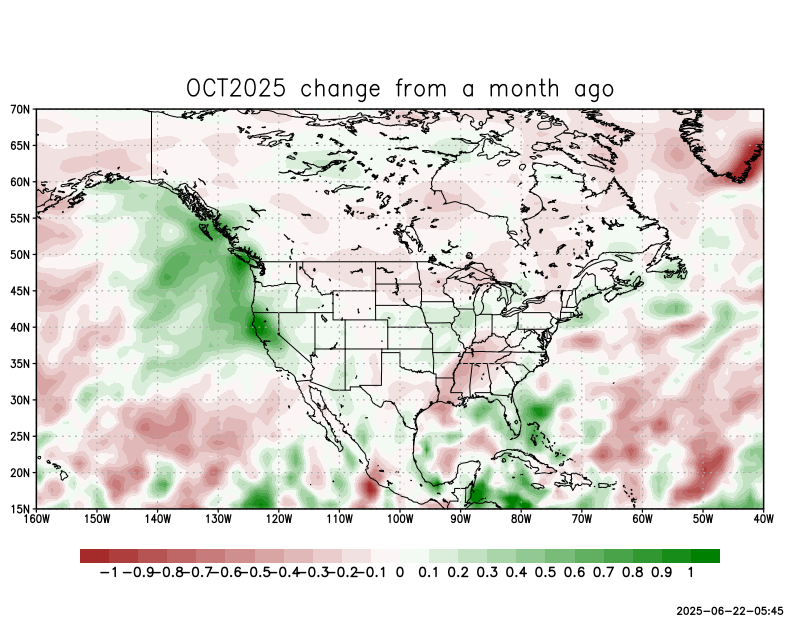 OCT2025 change from a month ago
70N
65N
60N
55N
50N
45N
40N
35N
30N
25N
20N
15N
160W 150W 140W 130W 120W 110W 100W 90W 80W 70W 60W 50W 40W
-1 -0.9 -0.8 -0.7 -0.6 -0.5 -0.4 -0.3 -0.2 -0.1 0 0.1 0.2 0.3 0.4 0.5 0.6 0.7 0.8 0.9 1
2025-06-22-05:45